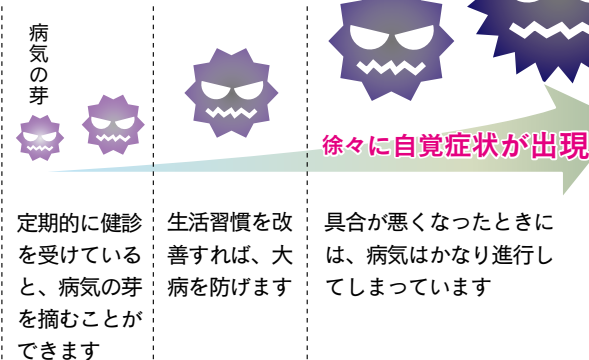 病気の芽
徐々に自覚症状が出現
定期的に健診
を受けている
と、病気の芽
を摘むことが
できます
生活習慣を改
善すれば、大
病を防げます
具合が悪くなったときに
は、病気はかなり進行し
てしまっています